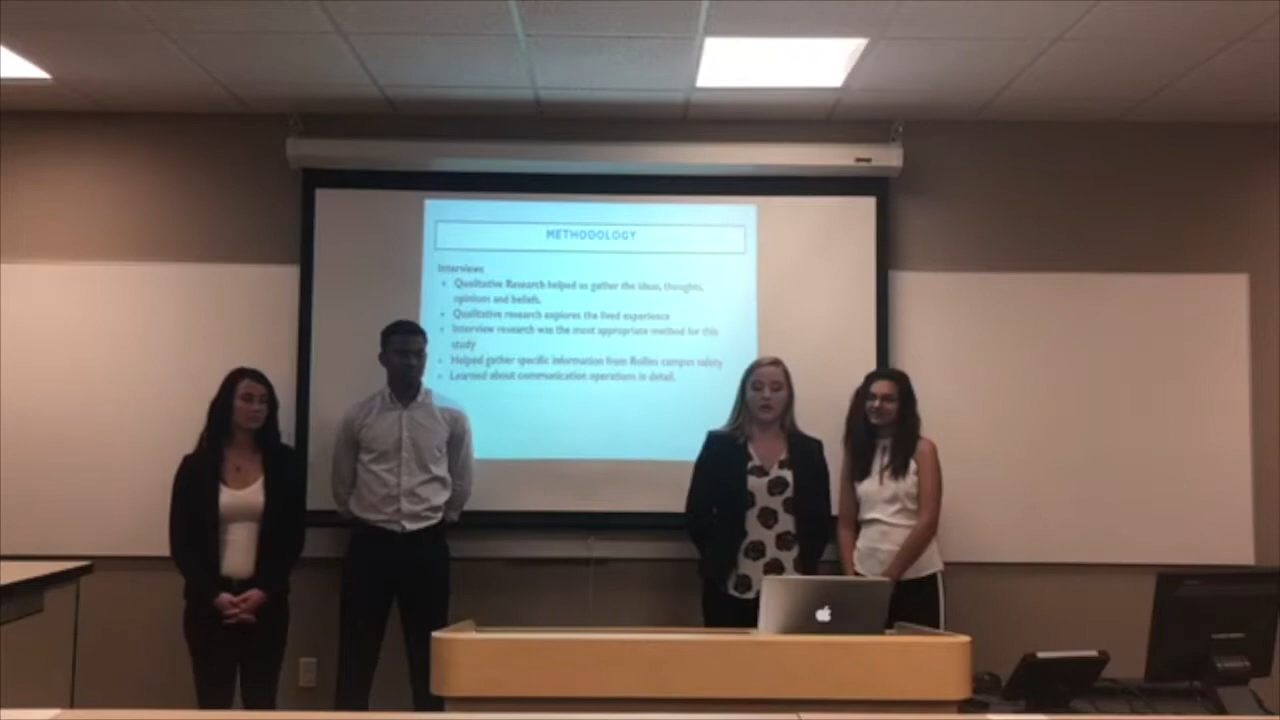 METHODOLOGY
Interviews
• Qualitative Research helped us gather the ideas, thoughts,
opinions and beliefs.
• Qualitative research explores the lived experience
• Interview research was the most appropriate method for this
study
• Helped gather specific information from Rollins campus safety
• Learned about communication operations in detail.